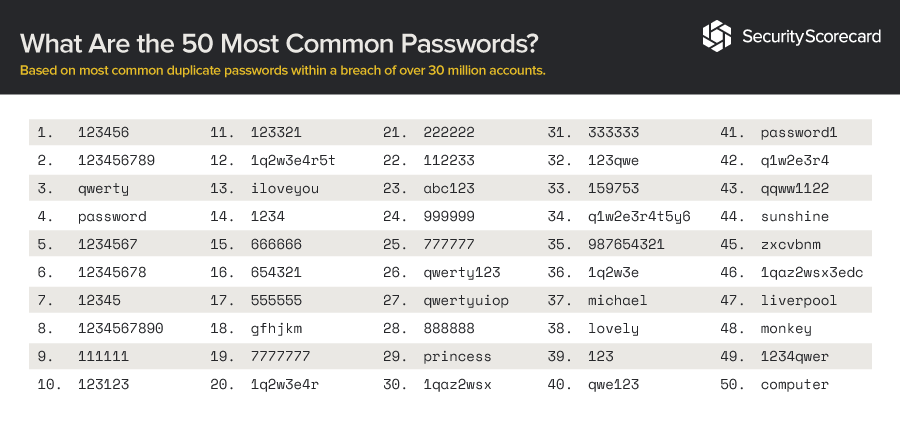 What Are the 50 Most Common Passwords?
SecurityScorecard
Based on most common duplicate passwords within a breach of over 30 million accounts.
1. 123456 11. 123321 21. 222222 31. 333333 41. password1
2. 123456789 12. 1q2w3e4r5t 22. 112233 32. 123qwe 42. q1w2e3r4
3. qwerty 13. iloveyou 23. abc123 33. 159753 43. qqww1122
4. password 14. 1234 24. 999999 34. q1w2e3r4t5y6 44. sunshine
5. 1234567 15. 666666 25. 777777 35. 987654321 45. zxcvbnm
6. 12345678 16. 654321 26. qwerty123 36. 1q2w3e 46. 1qaz2wsx3edc
7. 12345 17. 555555 27. qwertyuiop 37. michael 47. liverpool
8. 1234567890 18. gfhjkm 28. 888888 38. lovely 48. monkey
9. 111111 19. 7777777 29. princess 39. 123 49. 1234qwer
10. 123123 20. 1q2w3e4r 30. 1qaz2wsx 40. qwe123 50. computer